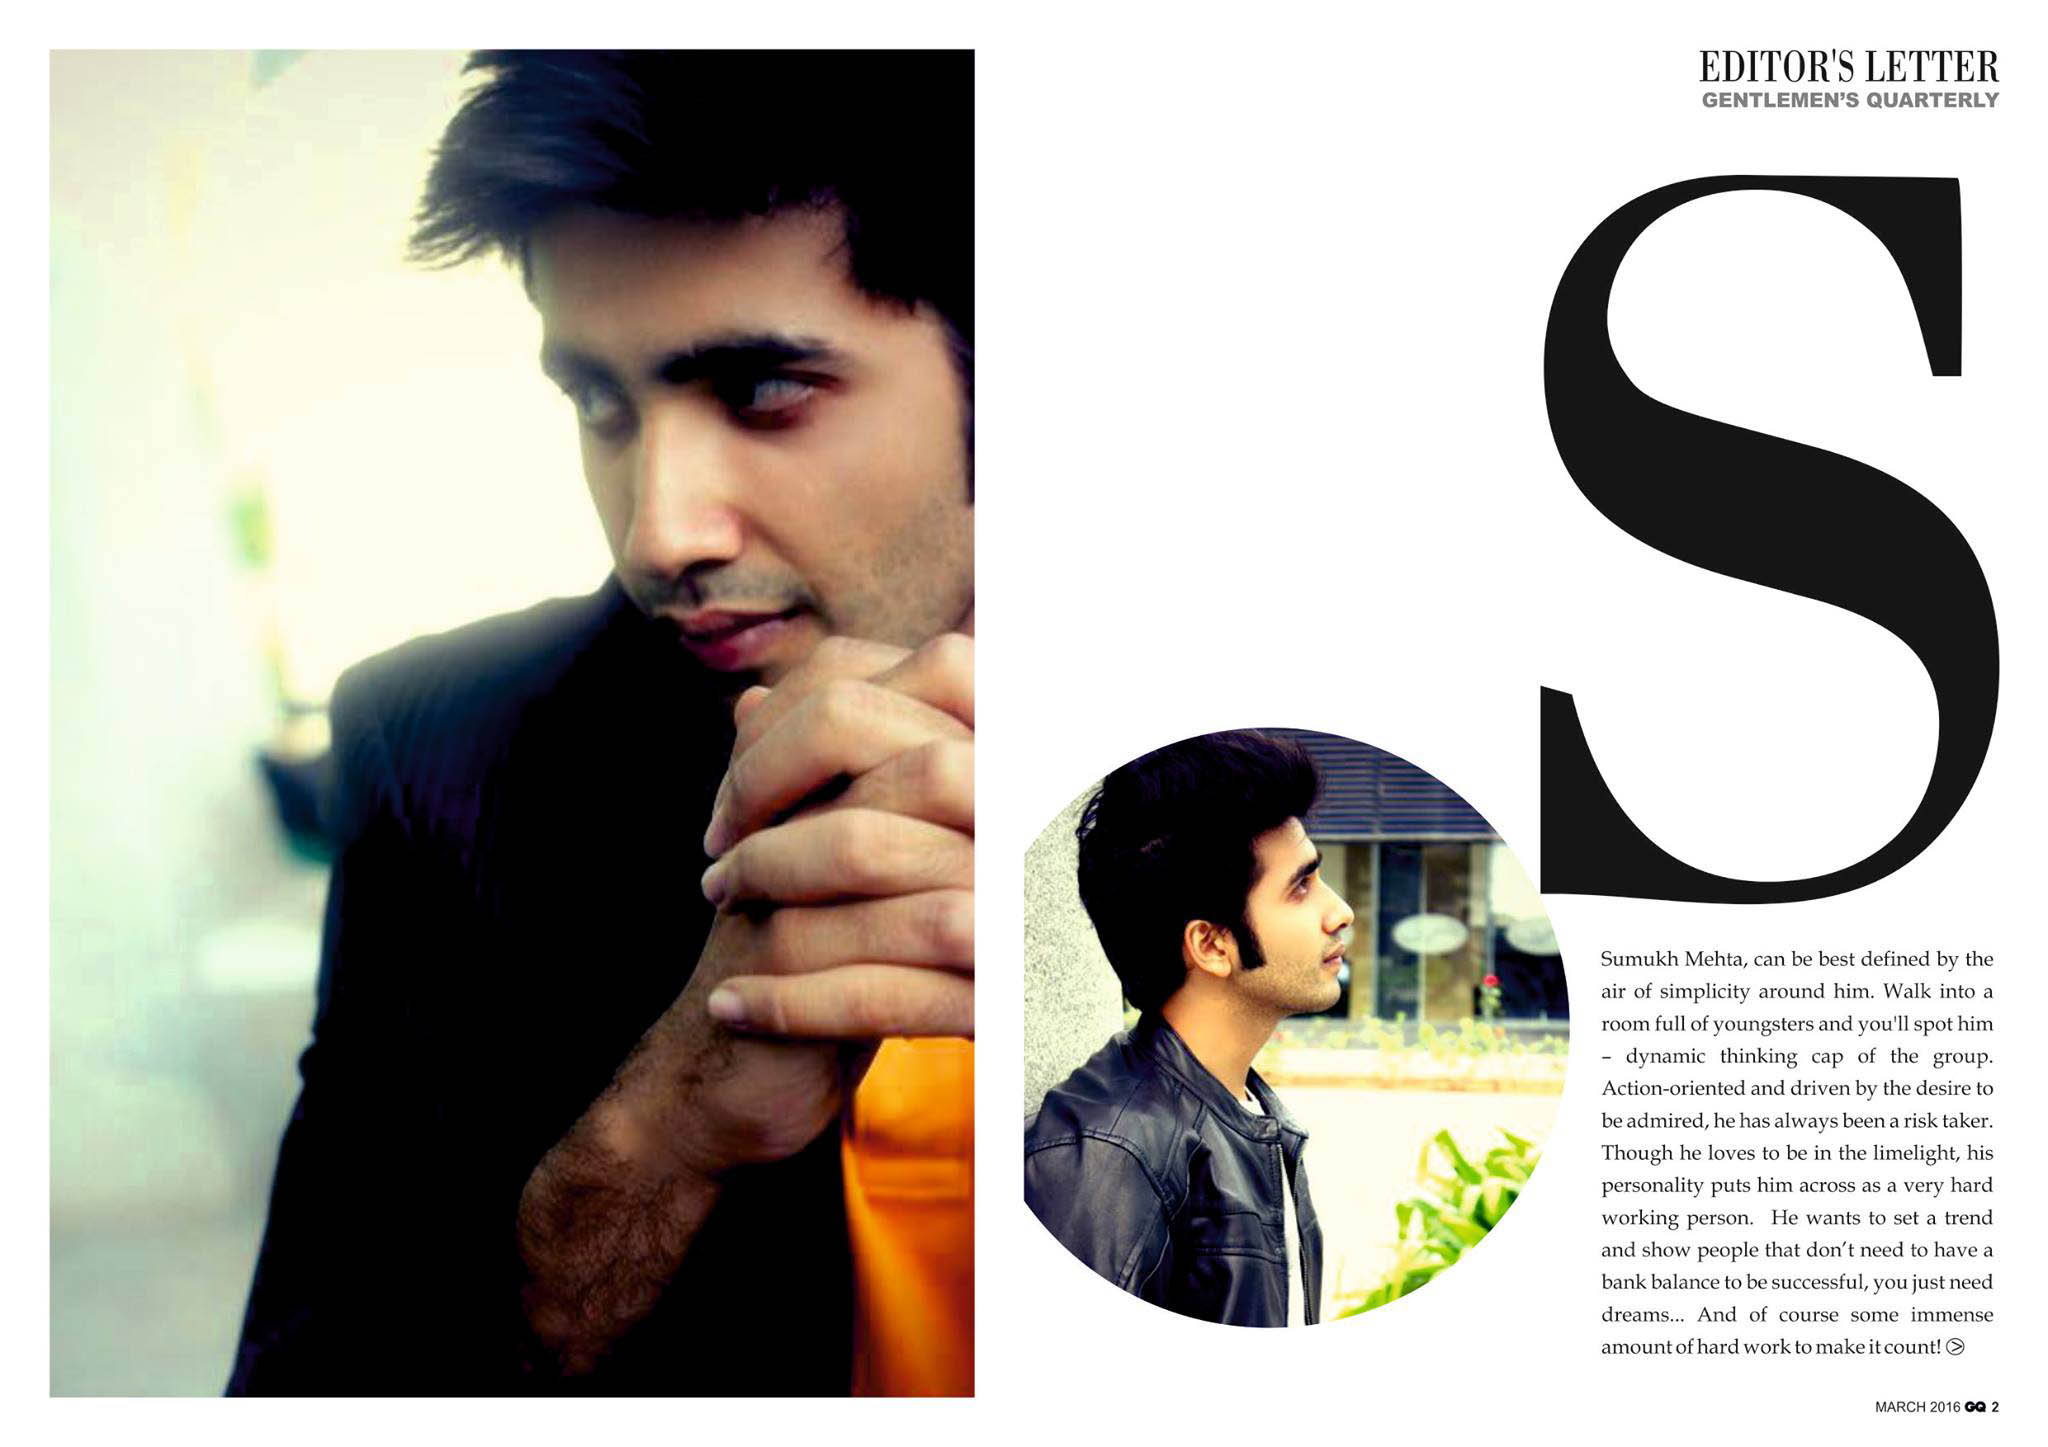 EDITOR'S LETTER
GENTLEMEN'S QUARTERLY
S
Sumukh Mehta, can be best defined by the
air of simplicity around him. Walk into a
room full of youngsters and you'll spot him
– dynamic thinking cap of the group.
Action-oriented and driven by the desire to
be admired, he has always been a risk taker.
Though he loves to be in the limelight, his
personality puts him across as a very hard
working person. He wants to set a trend
and show people that don’t need to have a
bank balance to be successful, you just need
dreams... And of course some immense
amount of hard work to make it count!
MARCH 2016 GQ 2